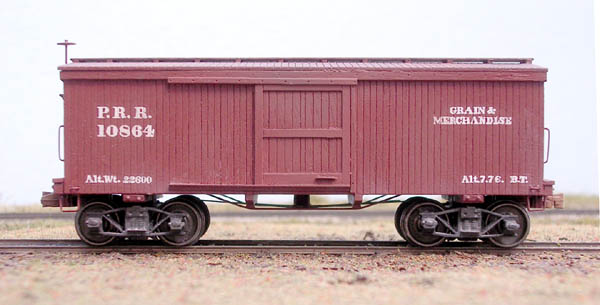 P. R. R.
10864
GRAIN &
MERCHANDISE
Alt. Wt. 22600
Alt. 7.76. B.T.